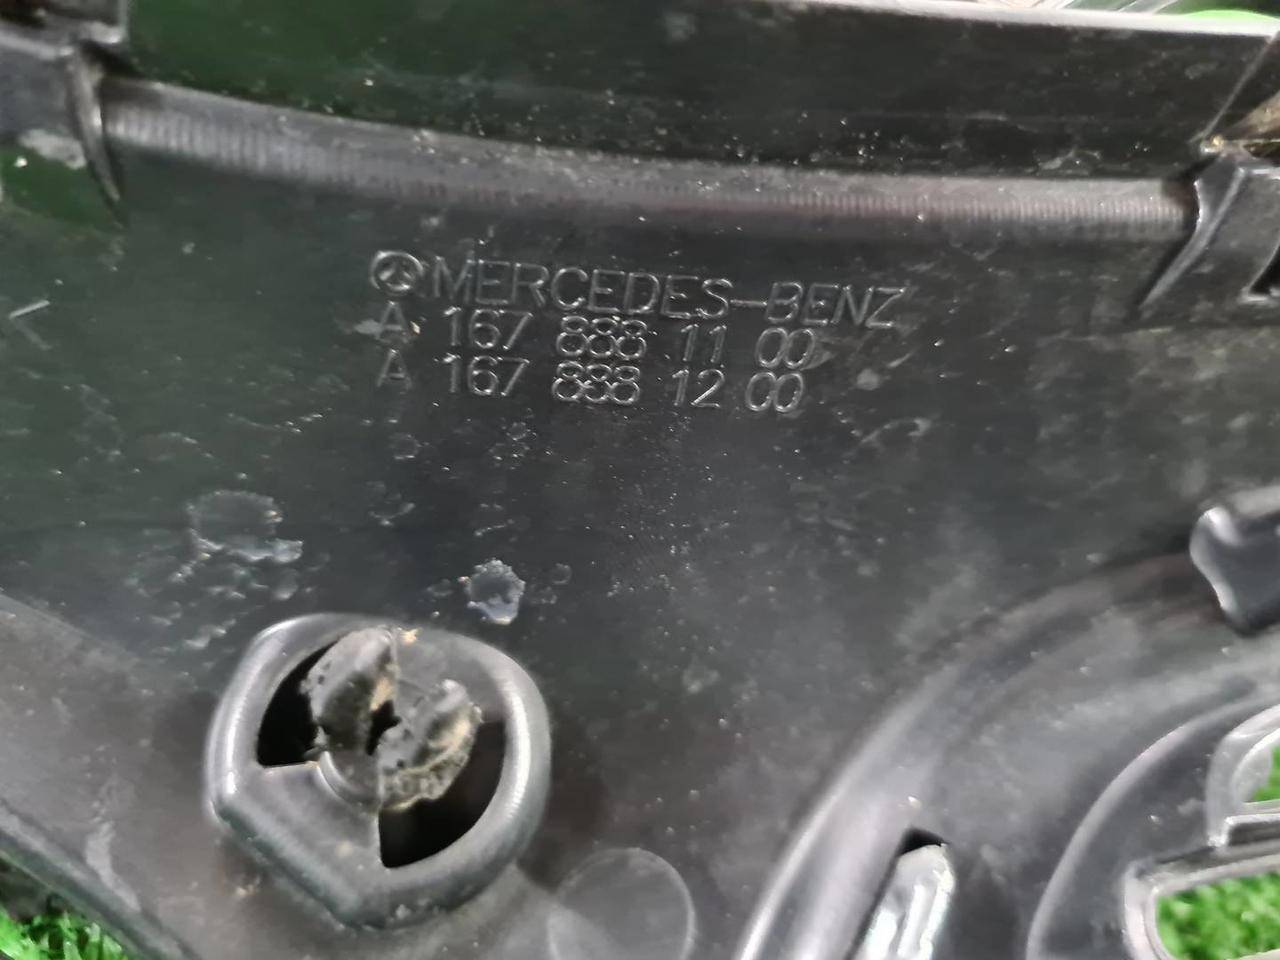 MERCEDES-BENZ
A 167 888 11 00
A 167 888 12 00